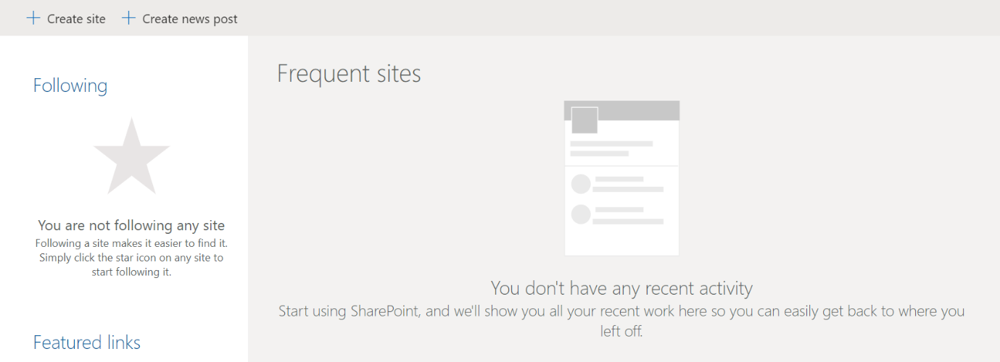 Create site
Create news post
Following
You are not following any site
Following a site makes it easier to find it.
Simply click the star icon on any site to
start following it.
Featured links
Frequent sites
You don't have any recent activity
Start using SharePoint, and we'll show you all your recent work here so you can easily get back to where you
left off.